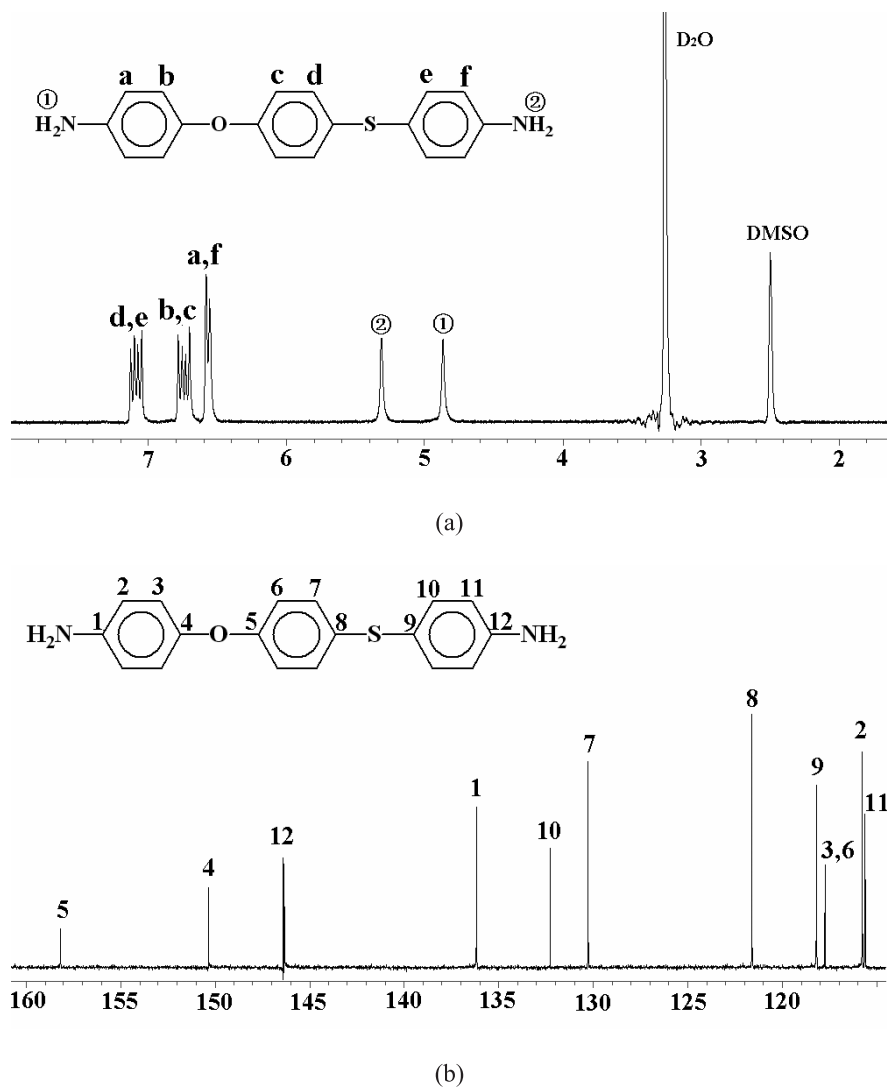 D₂O
a b c d e f
① ②
H₂N O S NH₂
DMSO
a,f
d,e b,c
② ①
7 6 5 4 3 2
(a)
2 3 6 7 10 11
1 4 5 8 9 12
H₂N O S NH₂
8
2
7
9
1
11
10
3,6
12
4
5
160 155 150 145 140 135 130 125 120
(b)